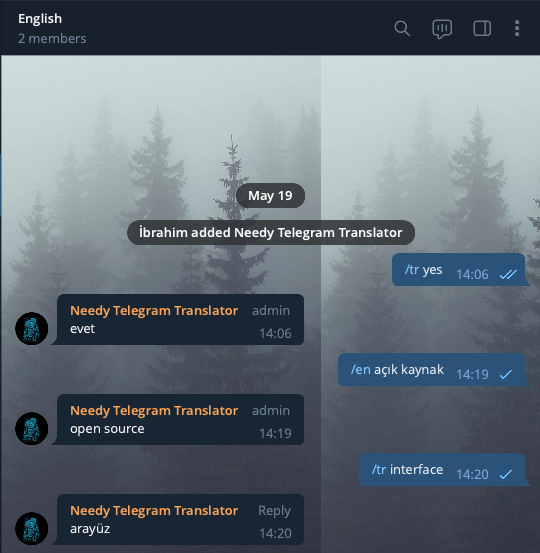 English
2 members
May 19
İbrahim added Needy Telegram Translator
/tr yes 14:06
Needy Telegram Translator admin
evet
14:06
/en açık kaynak 14:19
Needy Telegram Translator admin
open source
14:19
/tr interface 14:20
Needy Telegram Translator Reply
arayüz
14:20